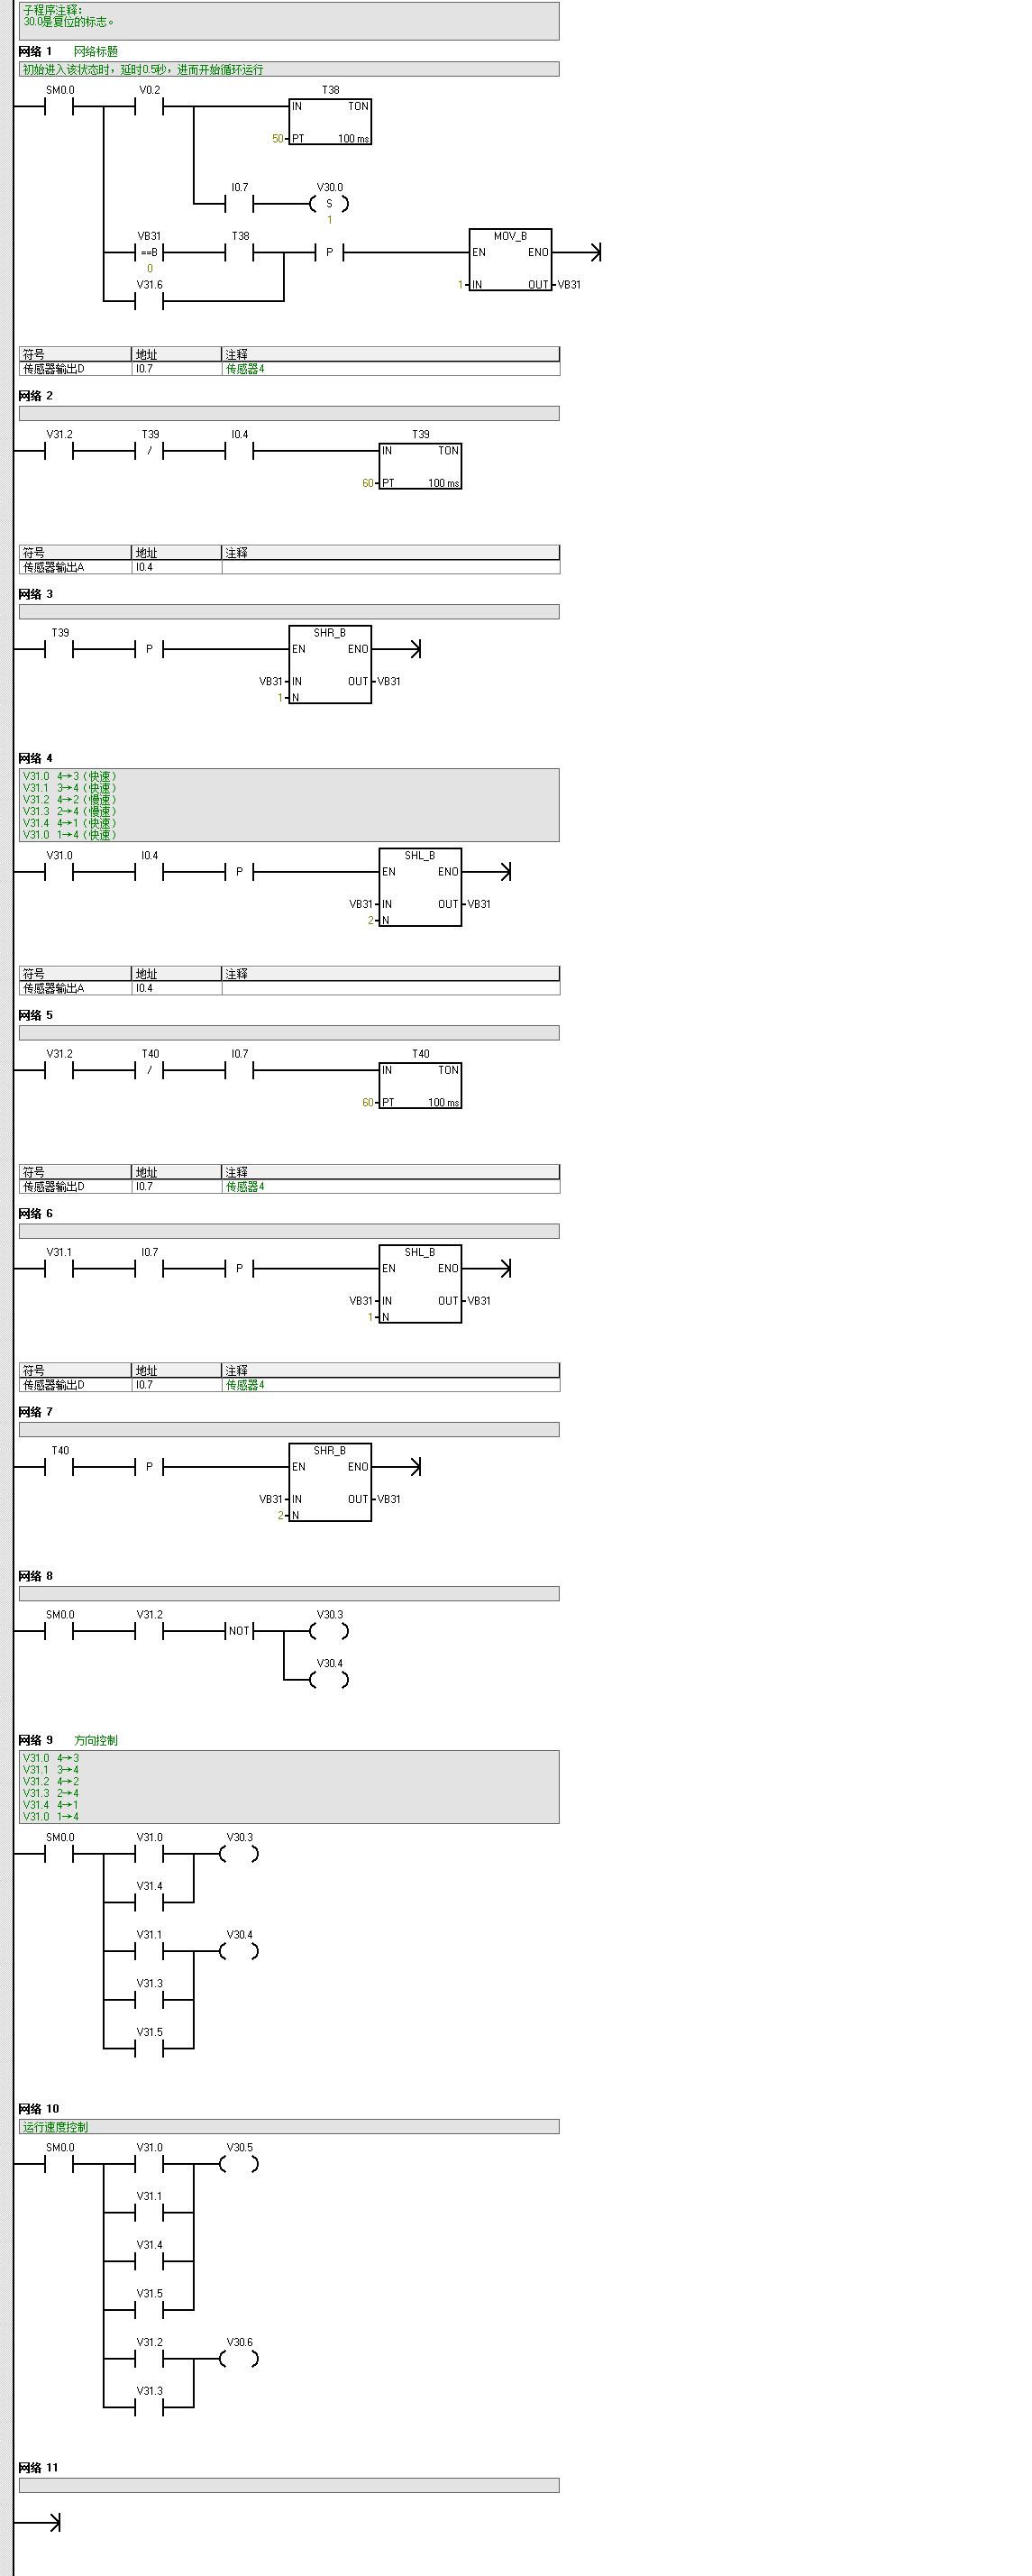 子程序注释:
30.0是复位的标志。
网络 1 网络标题
初始进入该状态时，延时0.5秒，进而开始循环运行
SM0.0 V0.2 T38
IN TON
50 PT 100 ms
I0.7 V30.0
S
1
VB31 T38 MOV_B
==B P EN ENO
0
V31.6 1 IN OUT VB31
符号 地址 注释
传感器输出D I0.7 传感器4
网络 2
V31.2 T39 I0.4 T39
/ IN TON
60 PT 100 ms
符号 地址 注释
传感器输出A I0.4
网络 3
T39 SHR_B
P EN ENO
VB31 IN OUT VB31
1 N
网络 4
V31.0 4→3（快速）
V31.1 3→4（快速）
V31.2 4→2（慢速）
V31.3 2→4（慢速）
V31.4 4→1（快速）
V31.0 1→4（快速）
V31.0 I0.4 SHL_B
P EN ENO
VB31 IN OUT VB31
2 N
符号 地址 注释
传感器输出A I0.4
网络 5
V31.2 T40 I0.7 T40
/ IN TON
60 PT 100 ms
符号 地址 注释
传感器输出D I0.7 传感器4
网络 6
V31.1 I0.7 SHL_B
P EN ENO
VB31 IN OUT VB31
1 N
符号 地址 注释
传感器输出D I0.7 传感器4
网络 7
T40 SHR_B
P EN ENO
VB31 IN OUT VB31
2 N
网络 8
SM0.0 V31.2 V30.3
NOT
V30.4
网络 9 方向控制
V31.0 4→3
V31.1 3→4
V31.2 4→2
V31.3 2→4
V31.4 4→1
V31.0 1→4
SM0.0 V31.0 V30.3
V31.4
V31.1 V30.4
V31.3
V31.5
网络 10
运行速度控制
SM0.0 V31.0 V30.5
V31.1
V31.4
V31.5
V31.2 V30.6
V31.3
网络 11